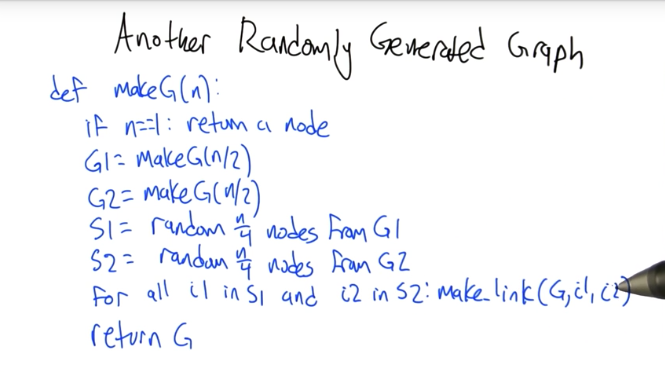 Another Randomly Generated Graph
def makeG(n):
if n==1: return a node
G1= makeG(n/2)
G2= makeG(n/2)
S1= random n/4 nodes from G1
S2= random n/4 nodes from G2
for all i1 in S1 and i2 in S2: make_link(G,i1,i2)
return G